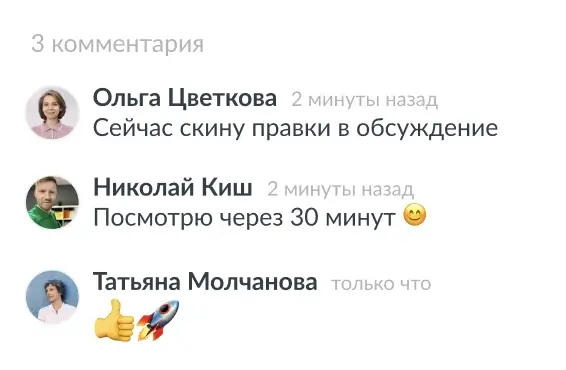 3 комментария
Ольга Цветкова 2 минуты назад
Сейчас скину правки в обсуждение
Николай Киш 2 минуты назад
Посмотрю через 30 минут 😊
Татьяна Молчанова только что
👍🚀